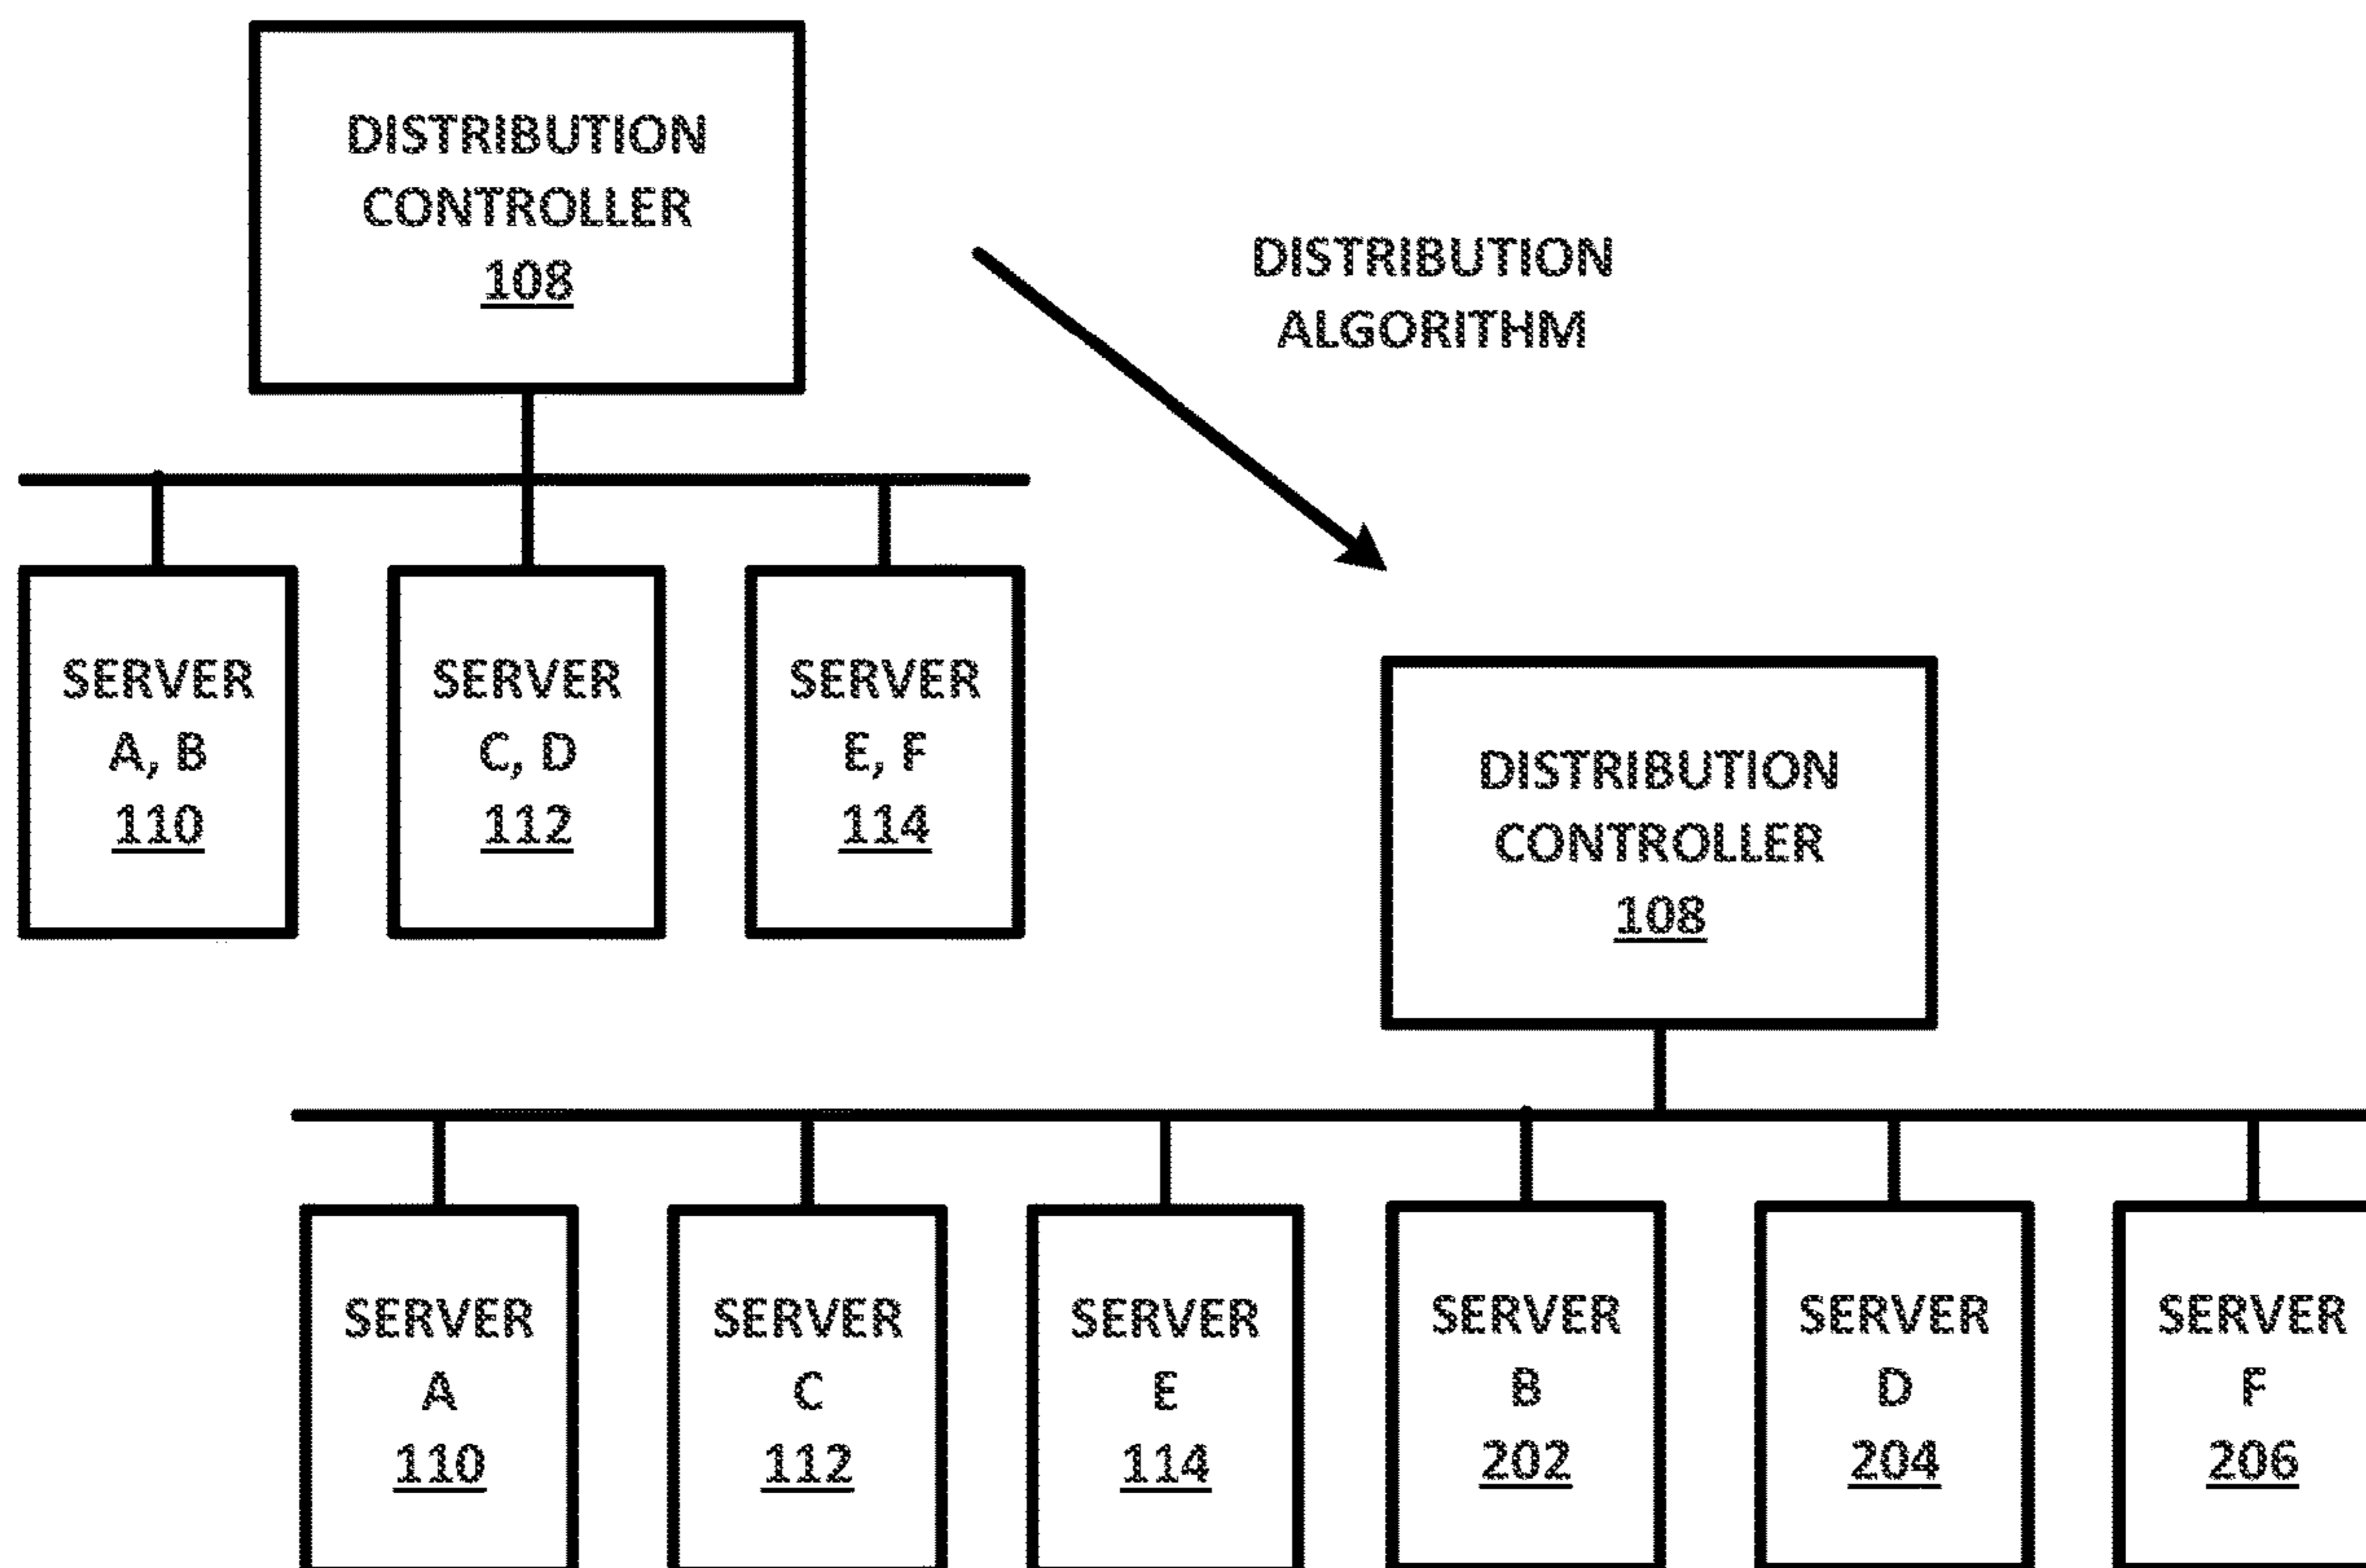 DISTRIBUTION
CONTROLLER
108
DISTRIBUTION
ALGORITHM
SERVER
A, B
110
SERVER
C, D
112
SERVER
E, F
114
DISTRIBUTION
CONTROLLER
108
SERVER
A
110
SERVER
C
112
SERVER
E
114
SERVER
B
202
SERVER
D
204
SERVER
F
206